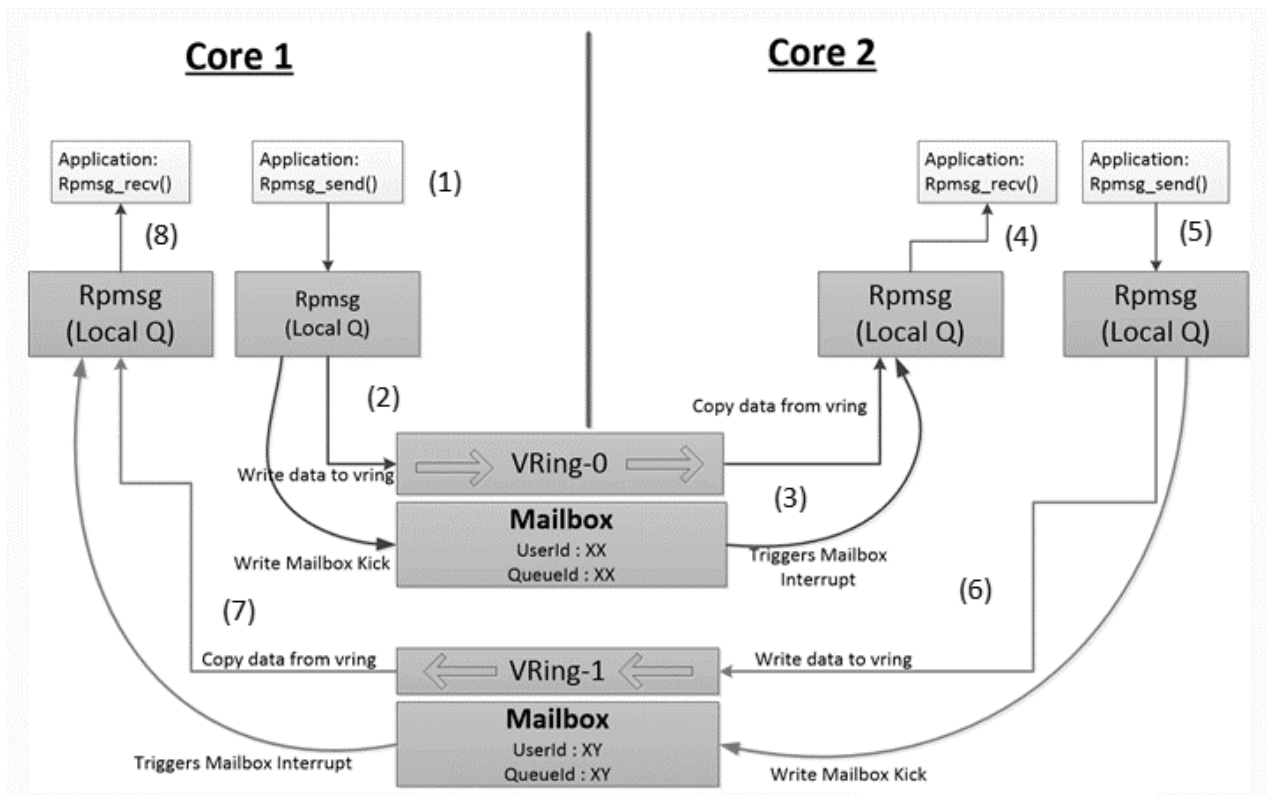 Core 1
Core 2
Application:
Rpmsg_recv()
Application:
Rpmsg_send()
(1)
Application:
Rpmsg_recv()
Application:
Rpmsg_send()
(8)
(4)
(5)
Rpmsg
(Local Q)
Rpmsg
(Local Q)
Rpmsg
(Local Q)
Rpmsg
(Local Q)
(2)
Copy data from vring
Write data to vring
VRing-0
(3)
Mailbox
UserId : XX
QueueId : XX
Write Mailbox Kick
Triggers Mailbox
Interrupt
(6)
(7)
Copy data from vring
VRing-1
Write data to vring
Mailbox
UserId : XY
QueueId : XY
Triggers Mailbox Interrupt
Write Mailbox Kick